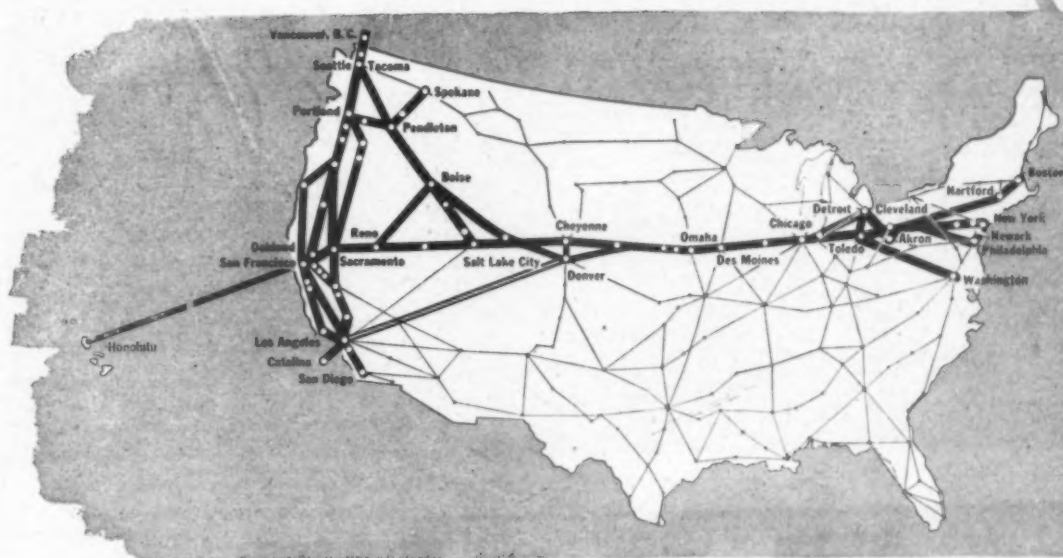 Vancouver, B. C.
Seattle
Tacoma
Spokane
Portland
Pendleton
Boise
Boston
Hartford
Detroit
Cleveland
Reno
Cheyenne
Omaha
Chicago
New York
Oakland
Akron
Newark
San Francisco
Sacramento
Salt Lake City
Des Moines
Toledo
Philadelphia
Denver
Washington
Honolulu
Los Angeles
Catalina
San Diego